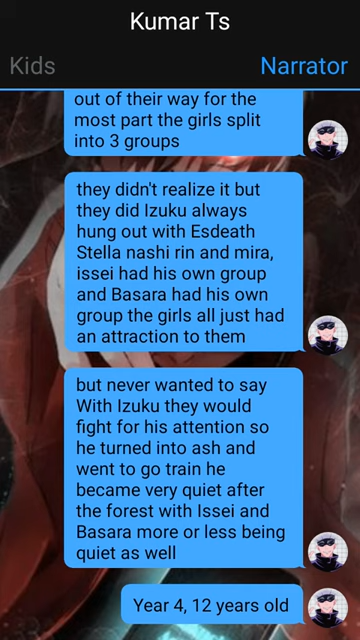 Kumar Ts
Kids
Narrator
out of their way for the
most part the girls split
into 3 groups
they didn't realize it but
they did Izuku always
hung out with Esdeath
Stella nashi rin and mira,
issei had his own group
and Basara had his own
group the girls all just had
an attraction to them
but never wanted to say
With Izuku they would
fight for his attention so
he turned into ash and
went to go train he
became very quiet after
the forest with Issei and
Basara more or less being
quiet as well
Year 4, 12 years old